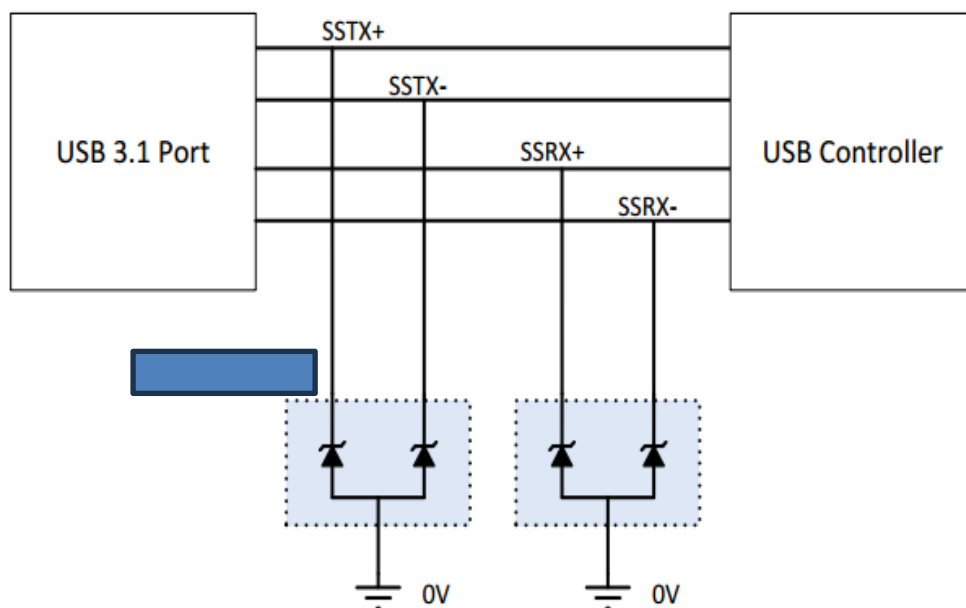 SSTX+
SSTX-
USB 3.1 Port
SSRX+
USB Controller
SSRX-
0V
0V